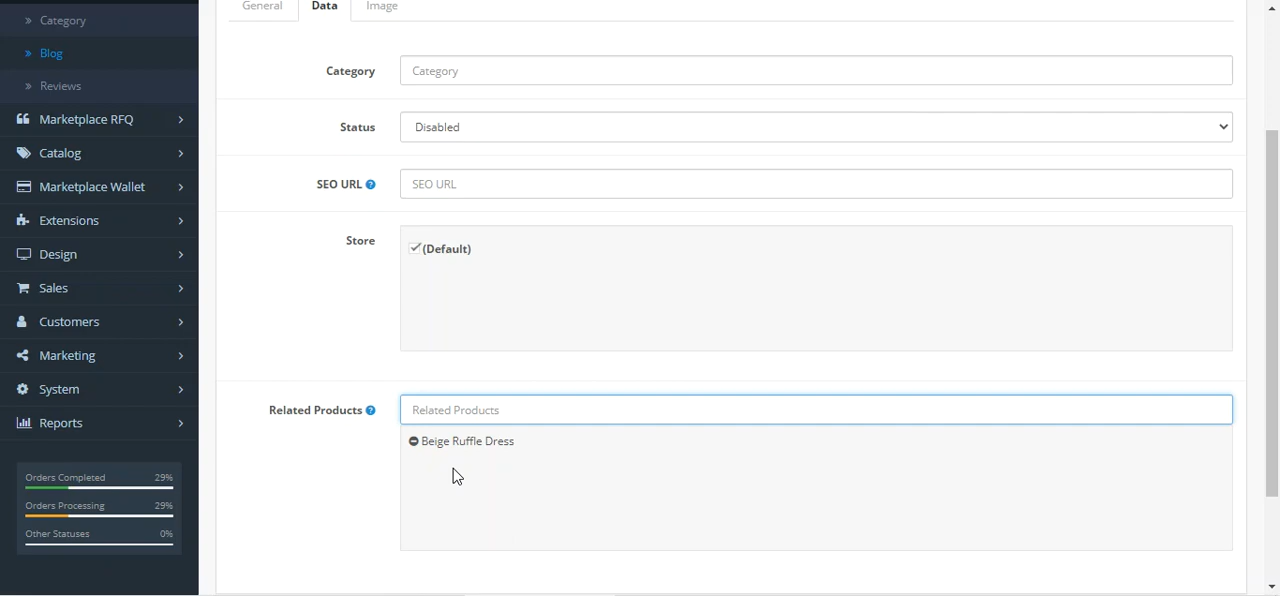 Category
Blog
Reviews
Marketplace RFQ
Catalog
Marketplace Wallet
Extensions
Design
Sales
Customers
Marketing
System
Reports
Orders Completed 29%
Orders Processing 29%
Other Statuses 0%
General Data Image
Category Category
Status Disabled
SEO URL SEO URL
Store (Default)
Related Products Related Products
Beige Ruffle Dress